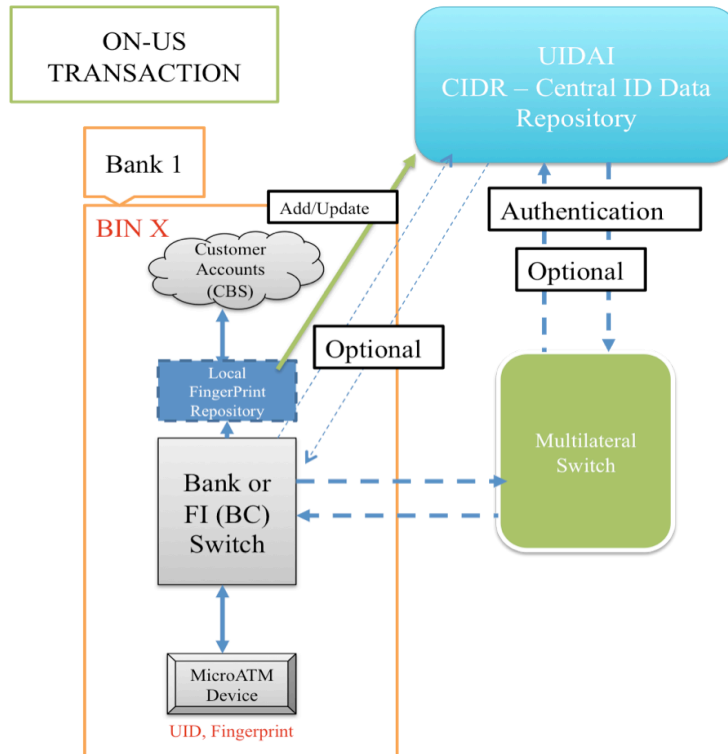 ON-US
TRANSACTION
UIDAI
CIDR – Central ID Data
Repository
Bank 1
Add/Update
Authentication
BIN X
Customer
Accounts
(CBS)
Optional
Optional
Local
FingerPrint
Repository
Multilateral
Switch
Bank or
FI (BC)
Switch
MicroATM
Device
UID, Fingerprint